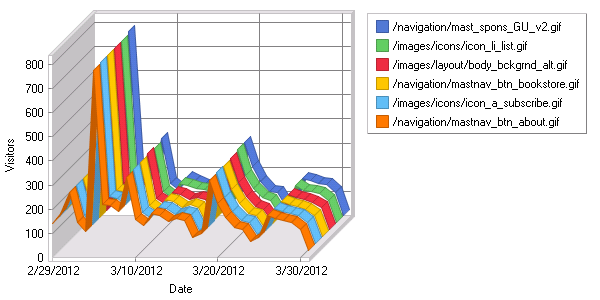 /navigation/mast_spons_GU_v2.gif
/images/icons/icon_li_list.gif
/images/layout/body_bckgrnd_alt.gif
/navigation/mastnav_btn_bookstore.gif
/images/icons/icon_a_subscribe.gif
/navigation/mastnav_btn_about.gif
Visitors
800
700
600
500
400
300
200
100
0
2/29/2012 3/10/2012 3/20/2012 3/30/2012
Date